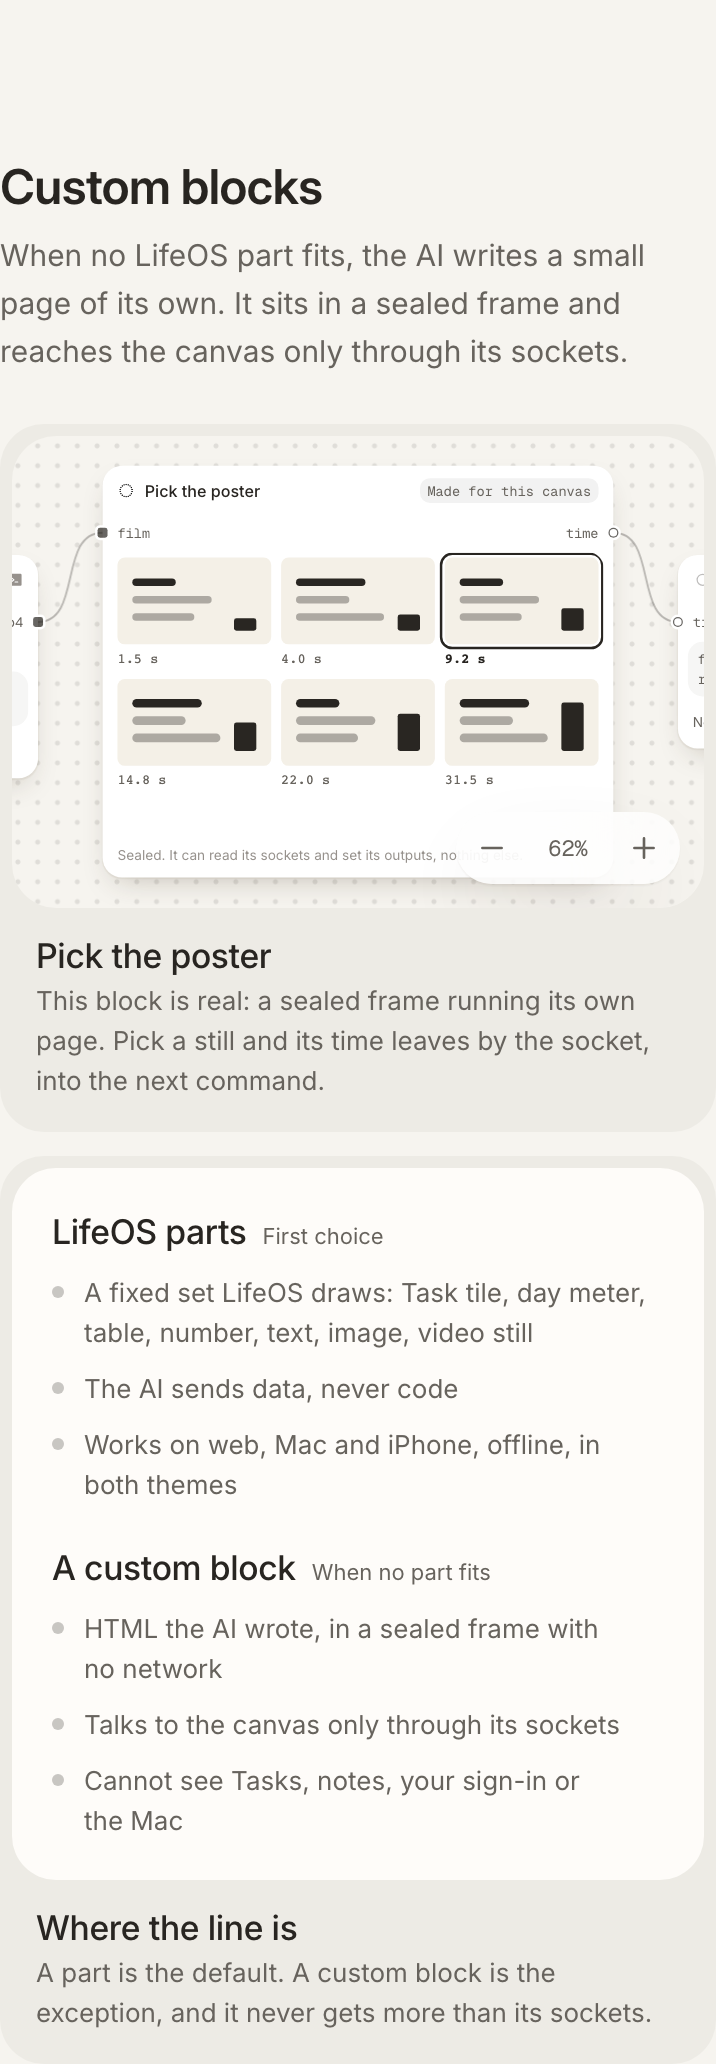 Custom blocks
When no LifeOS part fits, the AI writes a small
page of its own. It sits in a sealed frame and
reaches the canvas only through its sockets.
Pick the poster
Made for this canvas
film
time
1.5 s
4.0 s
9.2 s
14.8 s
22.0 s
31.5 s
Sealed. It can read its sockets and set its outputs, nothing else
62%
Pick the poster
This block is real: a sealed frame running its own
page. Pick a still and its time leaves by the socket,
into the next command.
LifeOS parts First choice
A fixed set LifeOS draws: Task tile, day meter,
table, number, text, image, video still
The AI sends data, never code
Works on web, Mac and iPhone, offline, in
both themes
A custom block When no part fits
HTML the AI wrote, in a sealed frame with
no network
Talks to the canvas only through its sockets
Cannot see Tasks, notes, your sign-in or
the Mac
Where the line is
A part is the default. A custom block is the
exception, and it never gets more than its sockets.